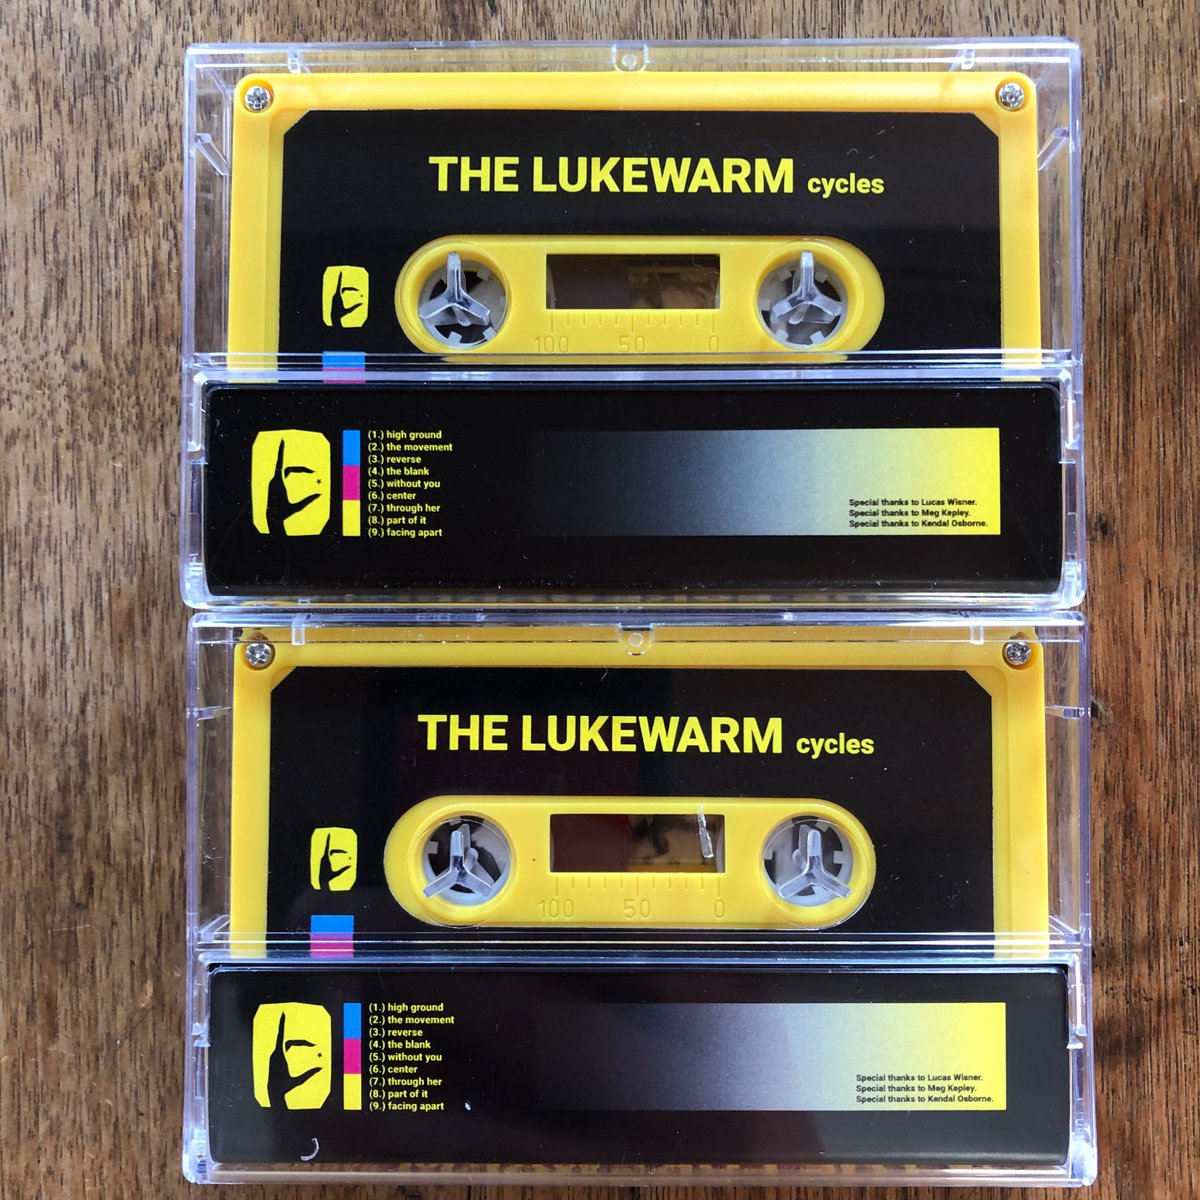 THE LUKEWARM cycles
100 50 0
(1.) high ground
(2.) the movement
(3.) reverse
(4.) the blank
(5.) without you
(6.) center
(7.) through her
(8.) part of it
(9.) facing apart
Special thanks to Lucas Wisner.
Special thanks to Meg Kepley.
Special thanks to Kendal Osborne.
THE LUKEWARM cycles
100 50 0
(1.) high ground
(2.) the movement
(3.) reverse
(4.) the blank
(5.) without you
(6.) center
(7.) through her
(8.) part of it
(9.) facing apart
Special thanks to Lucas Wisner.
Special thanks to Meg Kepley.
Special thanks to Kendal Osborne.